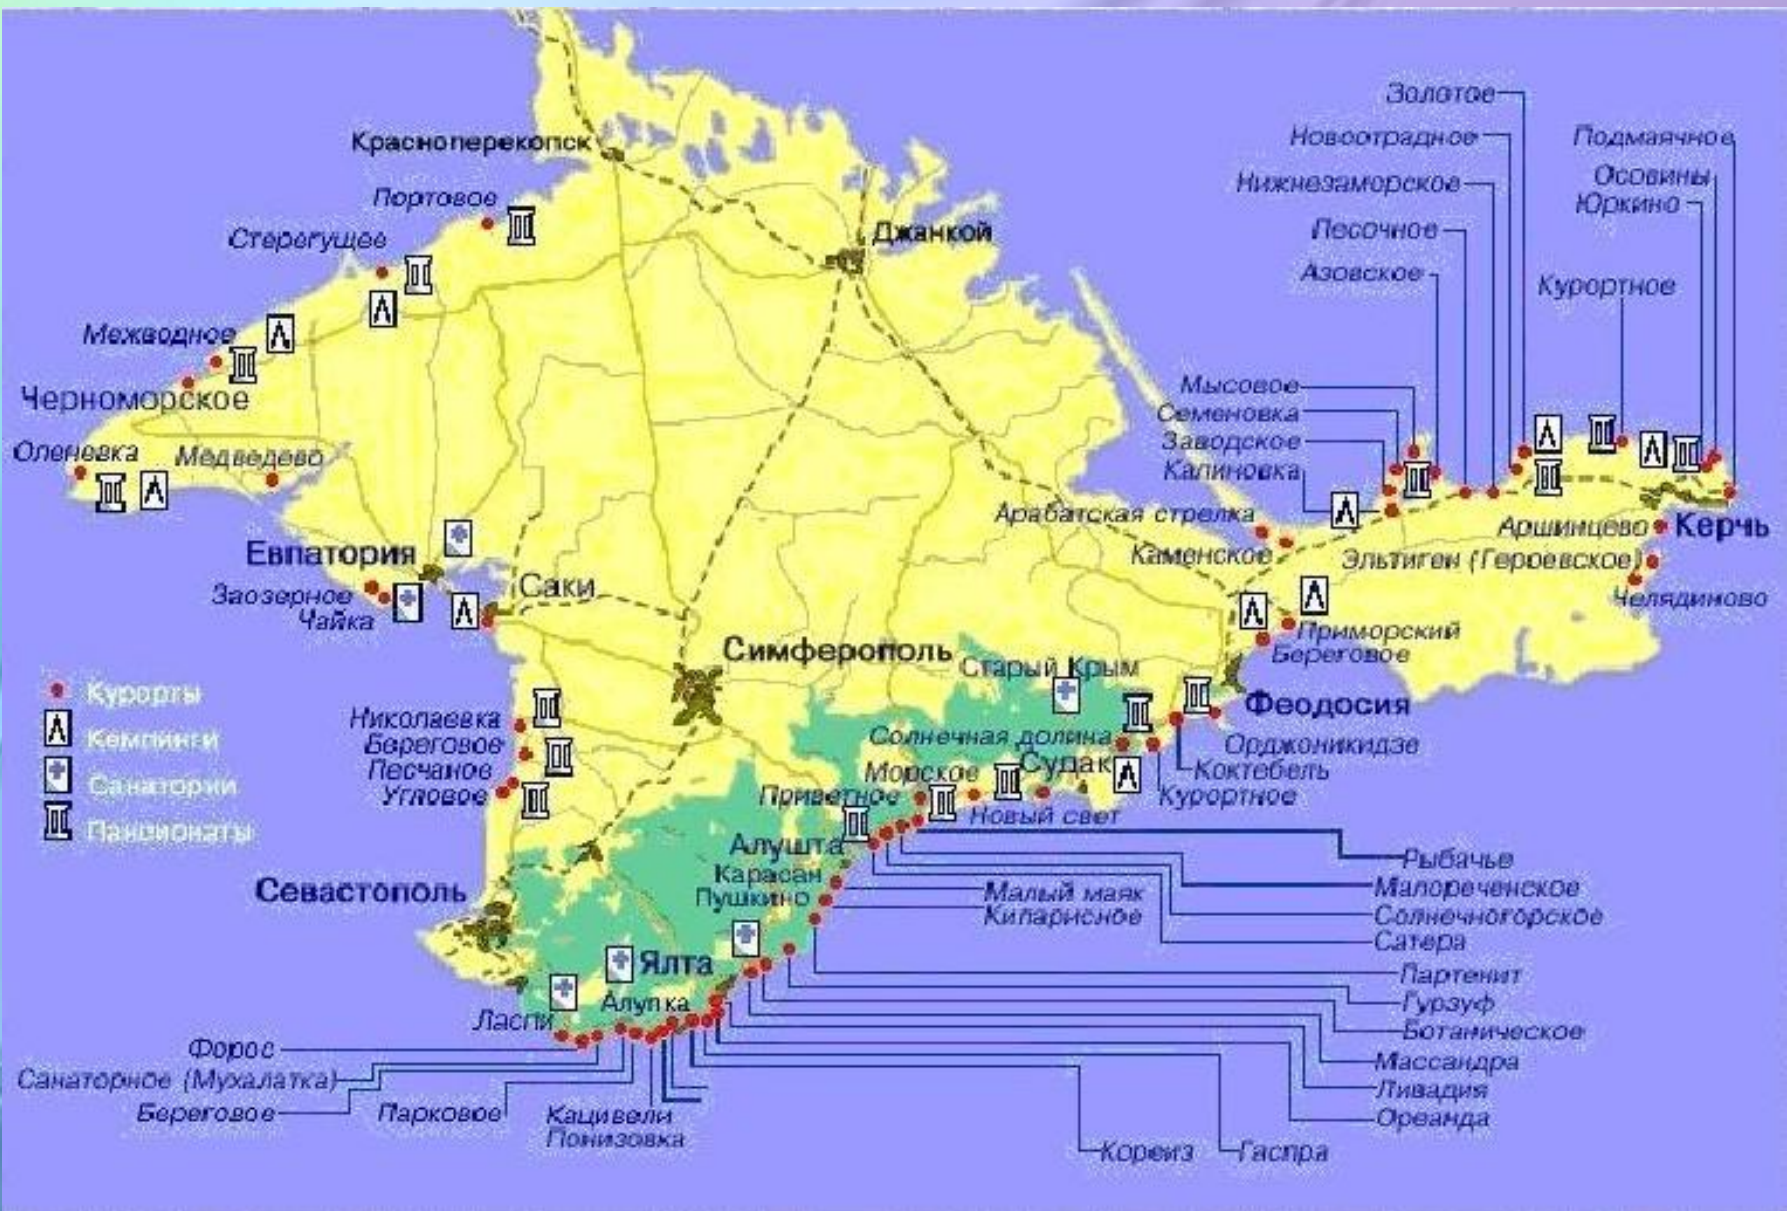 Золотое
Новоотрадное
Подмаячное
Нижнезаморское
Осовины
Юркино
Песочное
Азовское
Курортное
Красноперекопск
Портовое
Стерегущее
Джанкой
Межводное
Черноморское
Оленевка
Медведево
Мысовое
Семеновка
Заводское
Калиновка
Арабатская стрелка
Каменское
Аршинцево
Керчь
Эльтиген (Героевское)
Челядиново
Евпатория
Заозерное
Чайка
Саки
Приморский
Береговое
Симферополь
Старый Крым
Феодосия
Курорты
Кемпинги
Санатории
Пансионаты
Николаевка
Береговое
Песчаное
Угловое
Солнечная долина
Орджоникидзе
Судак
Коктебель
Морское
Приветное
Курортное
Новый свет
Алушта
Рыбачье
Карасан
Пушкино
Малый маяк
Кипарисное
Малореченское
Солнечногорское
Сатера
Севастополь
Ялта
Партенит
Гурзуф
Алупка
Ласпи
Ботаническое
Форос
Массандра
Санаторное (Мухалатка)
Ливадия
Береговое
Парковое
Кацивели
Понизовка
Ореанда
Кореиз
Гаспра